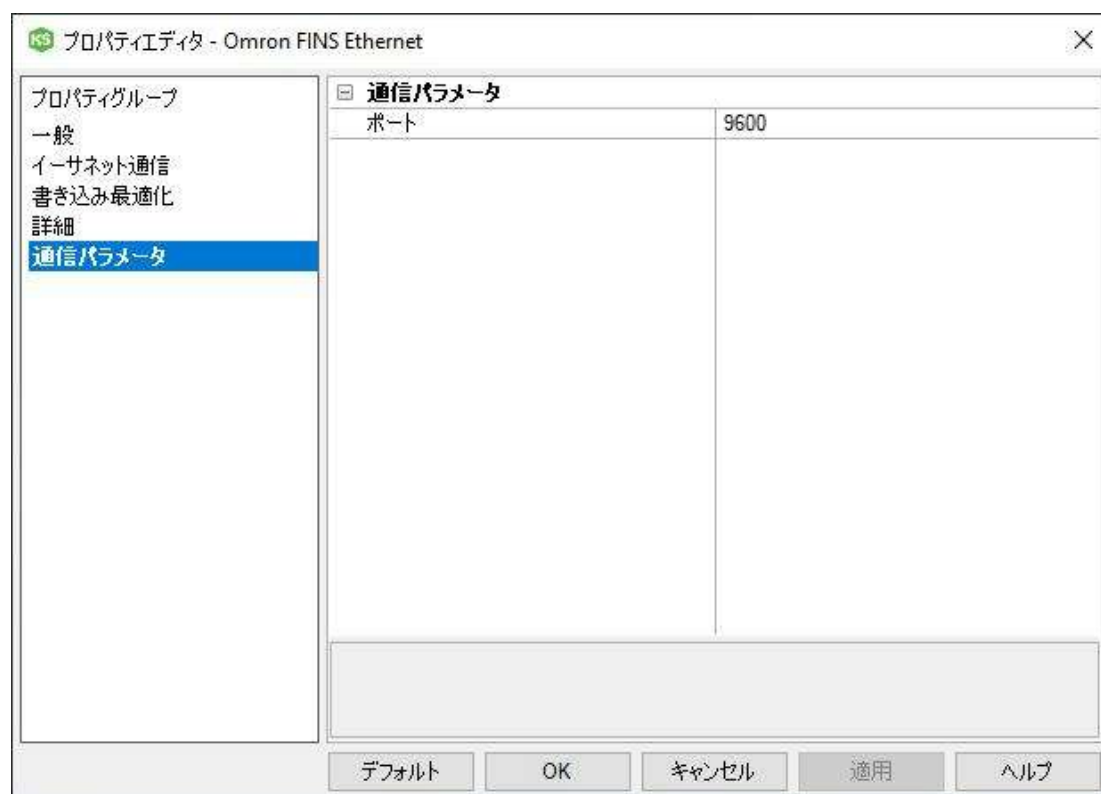 KS プロパティエディタ - Omron FINS Ethernet
プロパティグループ
一般
イーサネット通信
書き込み最適化
詳細
通信パラメータ
通信パラメータ
ポート 9600
デフォルト OK キャンセル 適用 ヘルプ